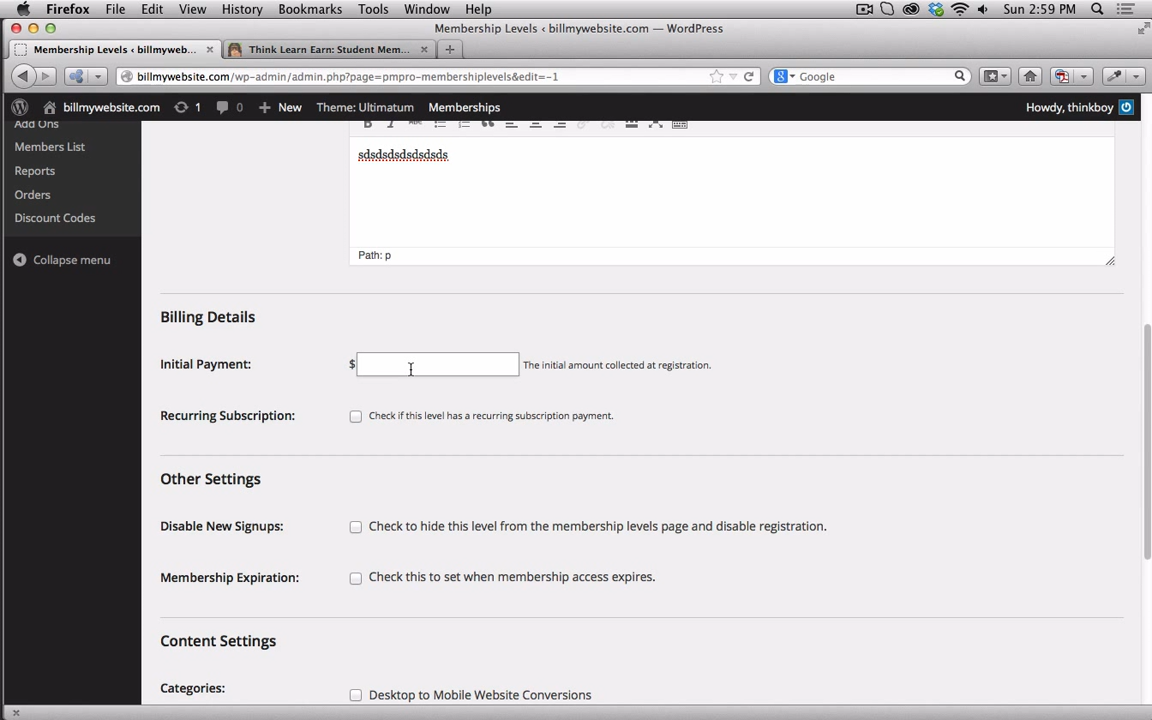 Firefox File Edit View History Bookmarks Tools Window Help Sun 2:59 PM
Membership Levels ‹ billmywebsite.com — WordPress
Membership Levels ‹ billmyweb... Think Learn Earn: Student Mem...
billmywebsite.com/wp-admin/admin.php?page=pmpro-membershiplevels&edit=-1 Google
billmywebsite.com 1 0 New Theme: Ultimatum Memberships Howdy, thinkboy
Add Ons
Members List
Reports
Orders
Discount Codes
Collapse menu
B I ABC
sdsdsdsdsdsdsds
Path: p
Billing Details
Initial Payment: $ The initial amount collected at registration.
Recurring Subscription: Check if this level has a recurring subscription payment.
Other Settings
Disable New Signups: Check to hide this level from the membership levels page and disable registration.
Membership Expiration: Check this to set when membership access expires.
Content Settings
Categories: Desktop to Mobile Website Conversions